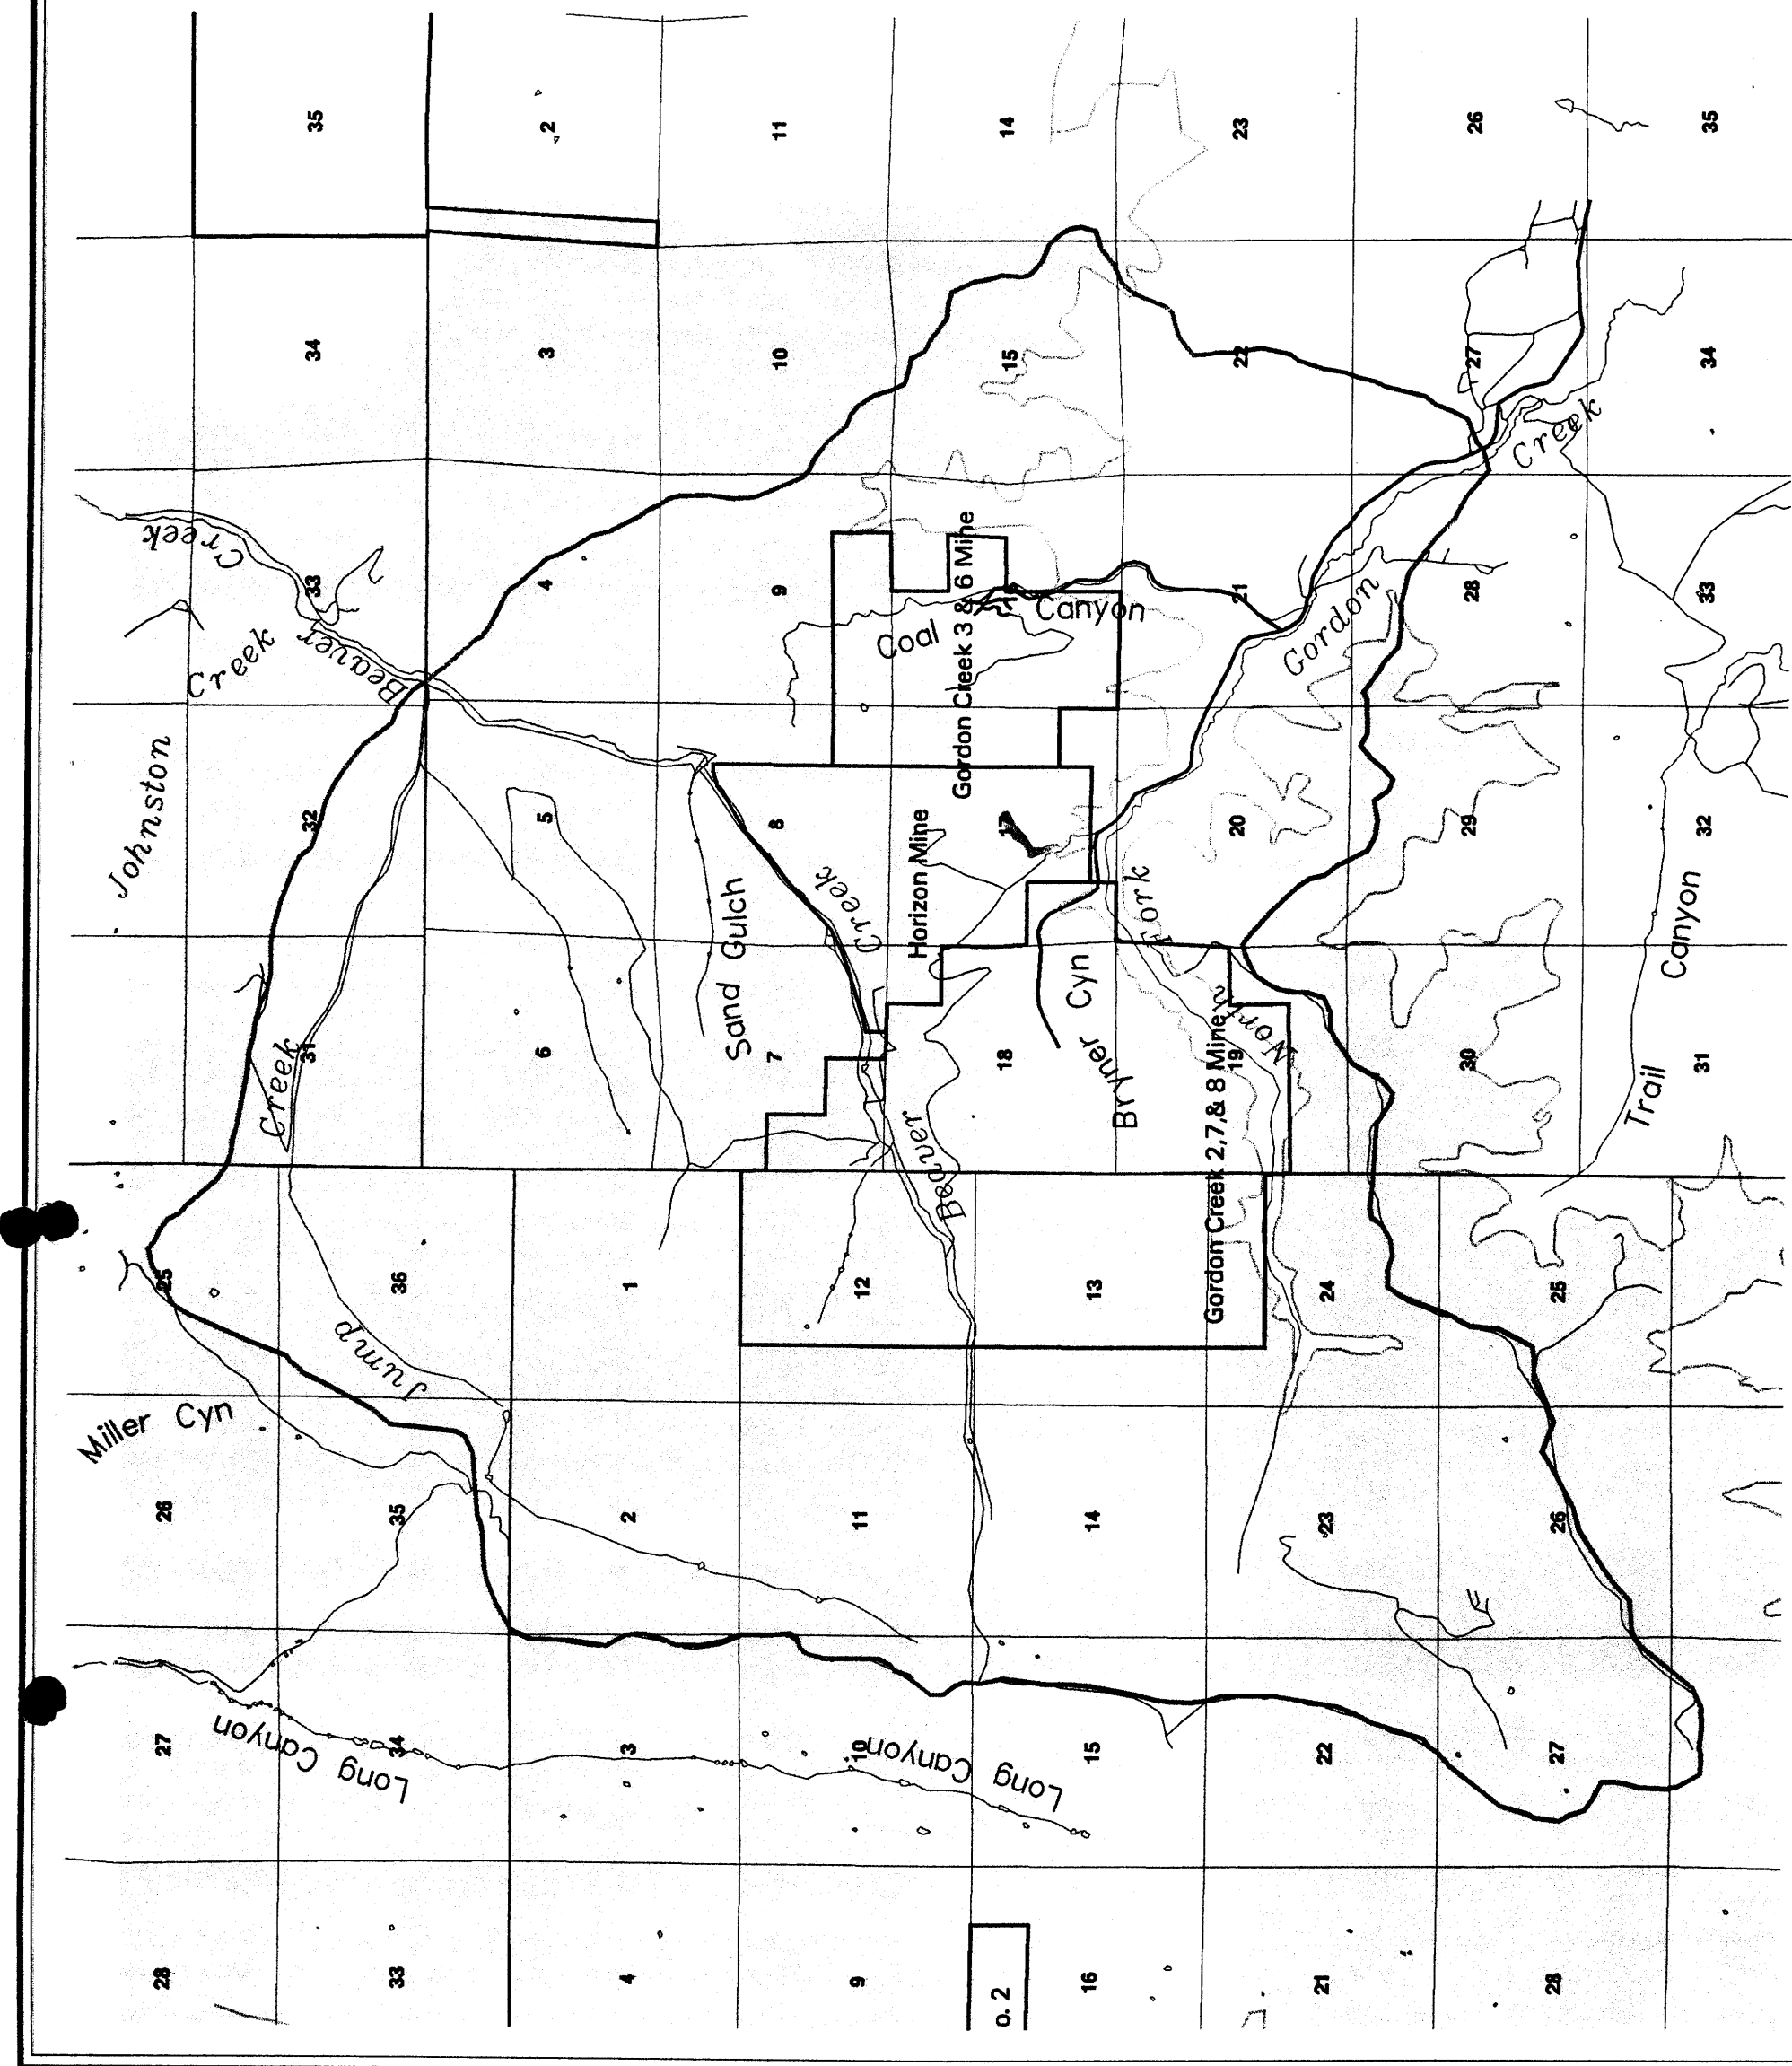 28
27
26
25
Miller Cyn
Johnston
Creek
Creek
Long Canyon
Jump
Creek
31
32
33
34
35
33
34
35
36
Beaver
Creek
6
5
4
3
2
4
3
2
1
Sand Gulch
7
8
9
10
11
9
10
11
12
Long Canyon
Beaver
Creek
Horizon Mine
Coal
Canyon
Gordon Creek 3 & 6 Mine
o. 2
18
17
15
14
16
15
14
13
Bryner Cyn
North
Fork
Gordon
Creek
Gordon Creek 2,7,& 8 Mine
19
20
21
22
23
21
22
23
24
30
29
28
27
26
28
27
26
25
Trail
Canyon
31
32
33
34
35